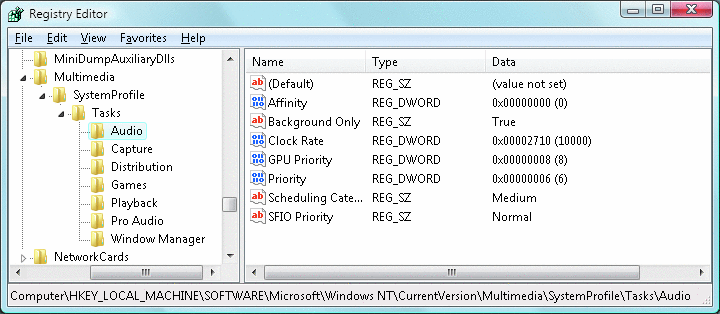 Registry Editor
File Edit View Favorites Help
MiniDumpAuxiliaryDlls
Multimedia
SystemProfile
Tasks
Audio
Capture
Distribution
Games
Playback
Pro Audio
Window Manager
NetworkCards
Name Type Data
(Default) REG_SZ (value not set)
Affinity REG_DWORD 0x00000000 (0)
Background Only REG_SZ True
Clock Rate REG_DWORD 0x00002710 (10000)
GPU Priority REG_DWORD 0x00000008 (8)
Priority REG_DWORD 0x00000006 (6)
Scheduling Cate... REG_SZ Medium
SFIO Priority REG_SZ Normal
Computer\HKEY_LOCAL_MACHINE\SOFTWARE\Microsoft\Windows NT\CurrentVersion\Multimedia\SystemProfile\Tasks\Audio